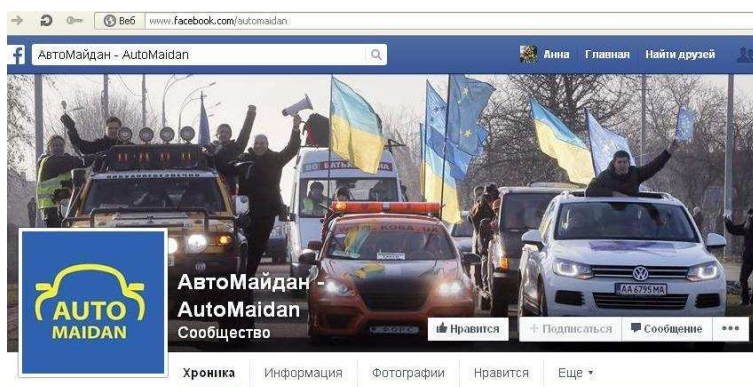 Веб www.facebook.com/automaidan
f АвтоМайдан - AutoMaidan Анна Главная Найти друзей
AA 6795 MA
AUTO
MAIDAN
АвтоМайдан -
AutoMaidan
Сообщество
Нравится + Подписаться Сообщение
Хроника Информация Фотографии Нравится Еще